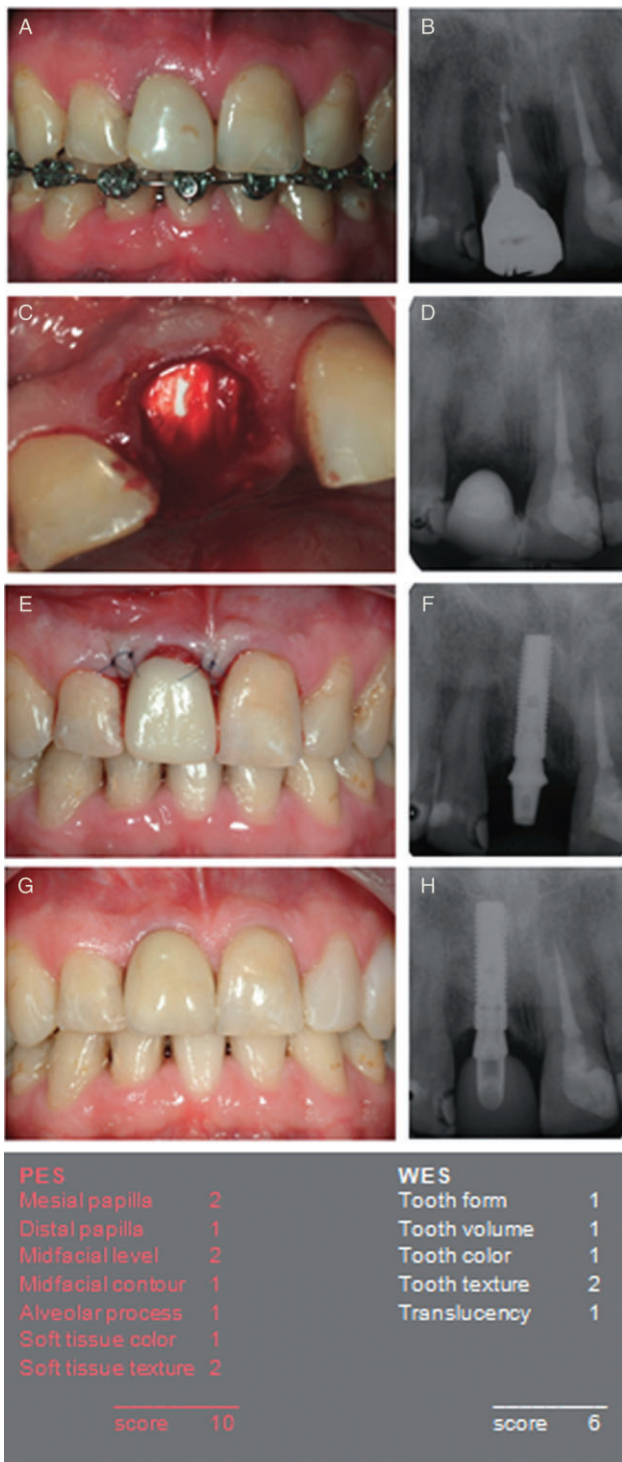 A
B
C
D
E
F
G
H
PES
Mesial papilla 2
Distal papilla 1
Midfacial level 2
Midfacial contour 1
Alveolar process 1
Soft tissue color 1
Soft tissue texture 2
score 10
WES
Tooth form 1
Tooth volume 1
Tooth color 1
Tooth texture 2
Translucency 1
score 6